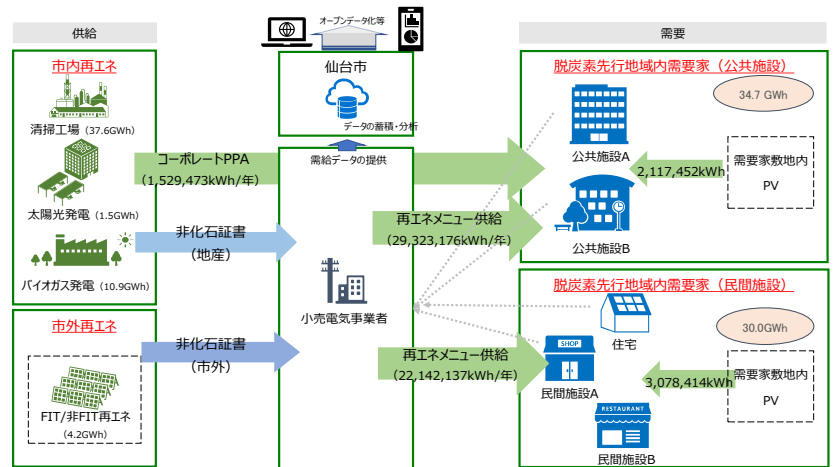 オープンデータ化等
供給
需要
市内再エネ
清掃工場（37.6GWh）
太陽光発電（1.5GWh）
バイオガス発電（10.9GWh）
市外再エネ
FIT/非FIT再エネ
（4.2GWh）
コーポレートPPA
（1,529,473kWh/年）
非化石証書
（地産）
非化石証書
（市外）
仙台市
データの蓄積・分析
需給データの提供
小売電気事業者
再エネメニュー供給
（29,323,176kWh/年）
再エネメニュー供給
（22,142,137kWh/年）
脱炭素先行地域内需要家（公共施設）
34.7 GWh
公共施設A
2,117,452kWh
需要家敷地内
PV
公共施設B
脱炭素先行地域内需要家（民間施設）
30.0GWh
住宅
SHOP
民間施設A
3,078,414kWh
需要家敷地内
PV
RESTAURANT
民間施設B